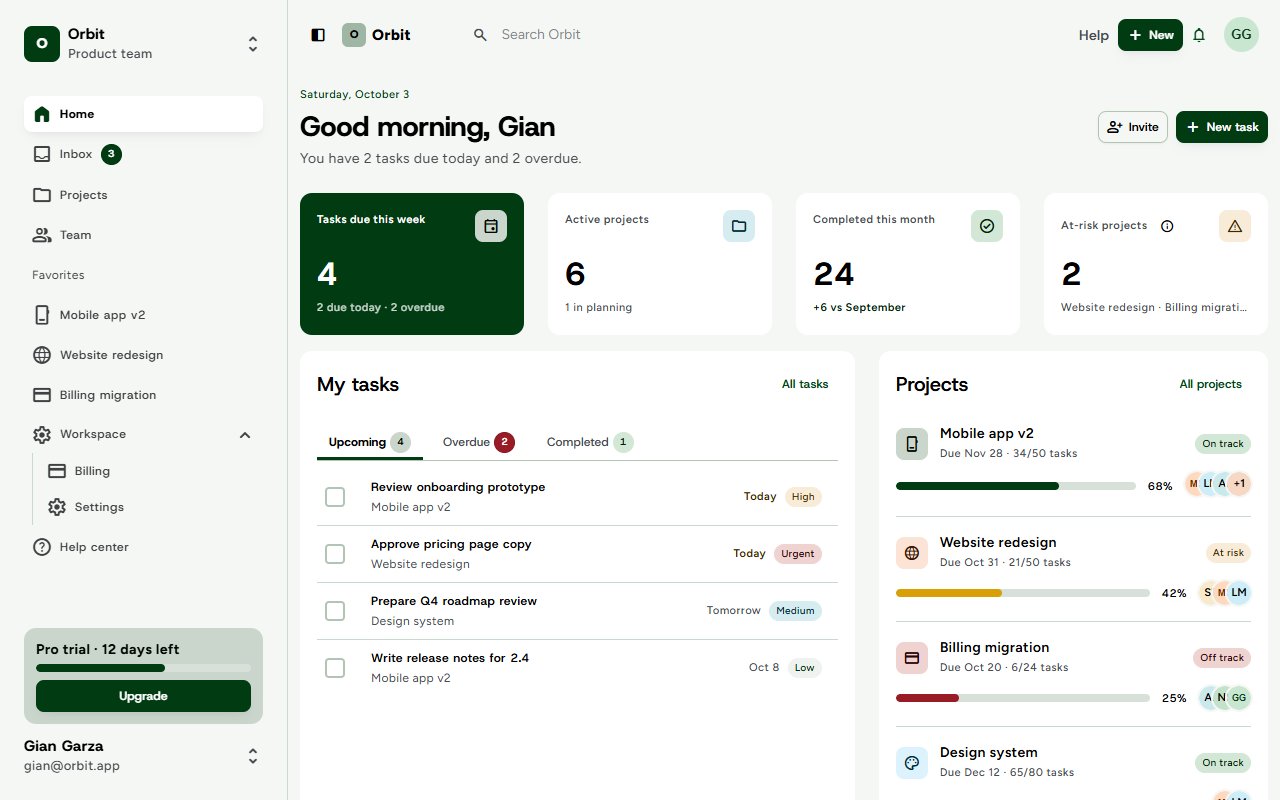 Orbit
Product team
Home
Inbox 3
Projects
Team
Favorites
Mobile app v2
Website redesign
Billing migration
Workspace
Billing
Settings
Help center
Pro trial · 12 days left
Upgrade
Gian Garza
gian@orbit.app
O Orbit
Search Orbit
Help
New
GG
Saturday, October 3
Good morning, Gian
You have 2 tasks due today and 2 overdue.
Invite
New task
Tasks due this week
4
2 due today · 2 overdue
Active projects
6
1 in planning
Completed this month
24
+6 vs September
At-risk projects
2
Website redesign · Billing migrati…
My tasks
All tasks
Upcoming 4
Overdue 2
Completed 1
Review onboarding prototype
Mobile app v2
Today High
Approve pricing page copy
Website redesign
Today Urgent
Prepare Q4 roadmap review
Design system
Tomorrow Medium
Write release notes for 2.4
Mobile app v2
Oct 8 Low
Projects
All projects
Mobile app v2
Due Nov 28 · 34/50 tasks
On track
68%
+1
Website redesign
Due Oct 31 · 21/50 tasks
At risk
42%
LM
Billing migration
Due Oct 20 · 6/24 tasks
Off track
25%
GG
Design system
Due Dec 12 · 65/80 tasks
On track